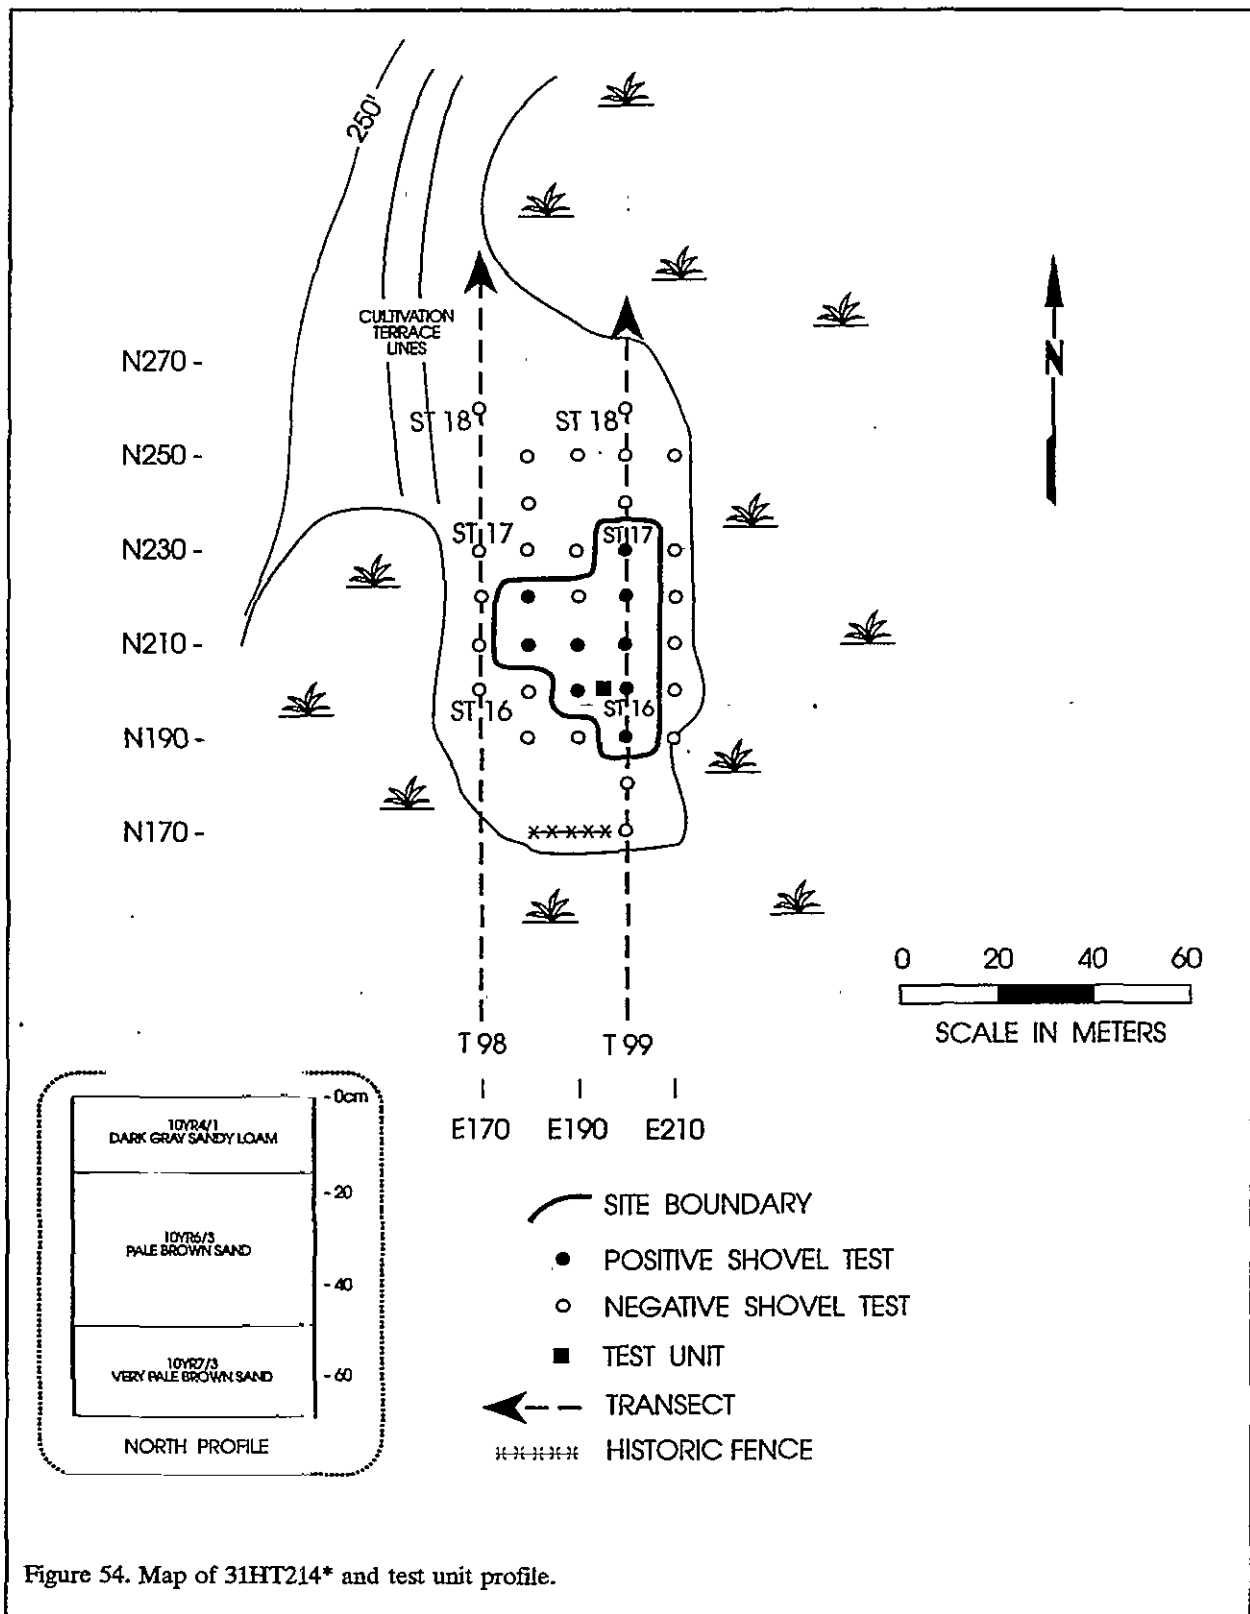 250'
CULTIVATION
TERRACE
LINES
N270 -
ST 18 ST 18
N250 -
ST 17 ST 17
N230 -
N210 -
ST 16 ST 16
N190 -
N170 -
N
0 20 40 60
SCALE IN METERS
T 98 T 99
E170 E190 E210
- 0cm
10YR4/1
DARK GRAY SANDY LOAM
- 20
10YR6/3
PALE BROWN SAND
- 40
10YR7/3
VERY PALE BROWN SAND
- 60
NORTH PROFILE
SITE BOUNDARY
POSITIVE SHOVEL TEST
NEGATIVE SHOVEL TEST
TEST UNIT
TRANSECT
HISTORIC FENCE
Figure 54. Map of 31HT214* and test unit profile.